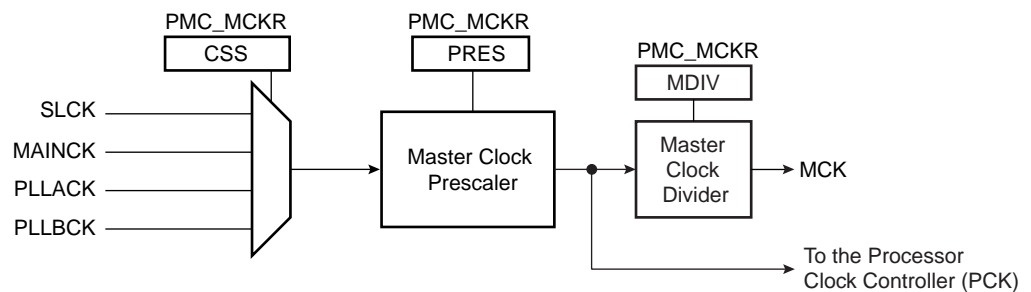 PMC_MCKR
CSS
PMC_MCKR
PRES
PMC_MCKR
MDIV
SLCK
MAINCK
PLLACK
PLLBCK
Master Clock
Prescaler
Master
Clock
Divider
MCK
To the Processor
Clock Controller (PCK)